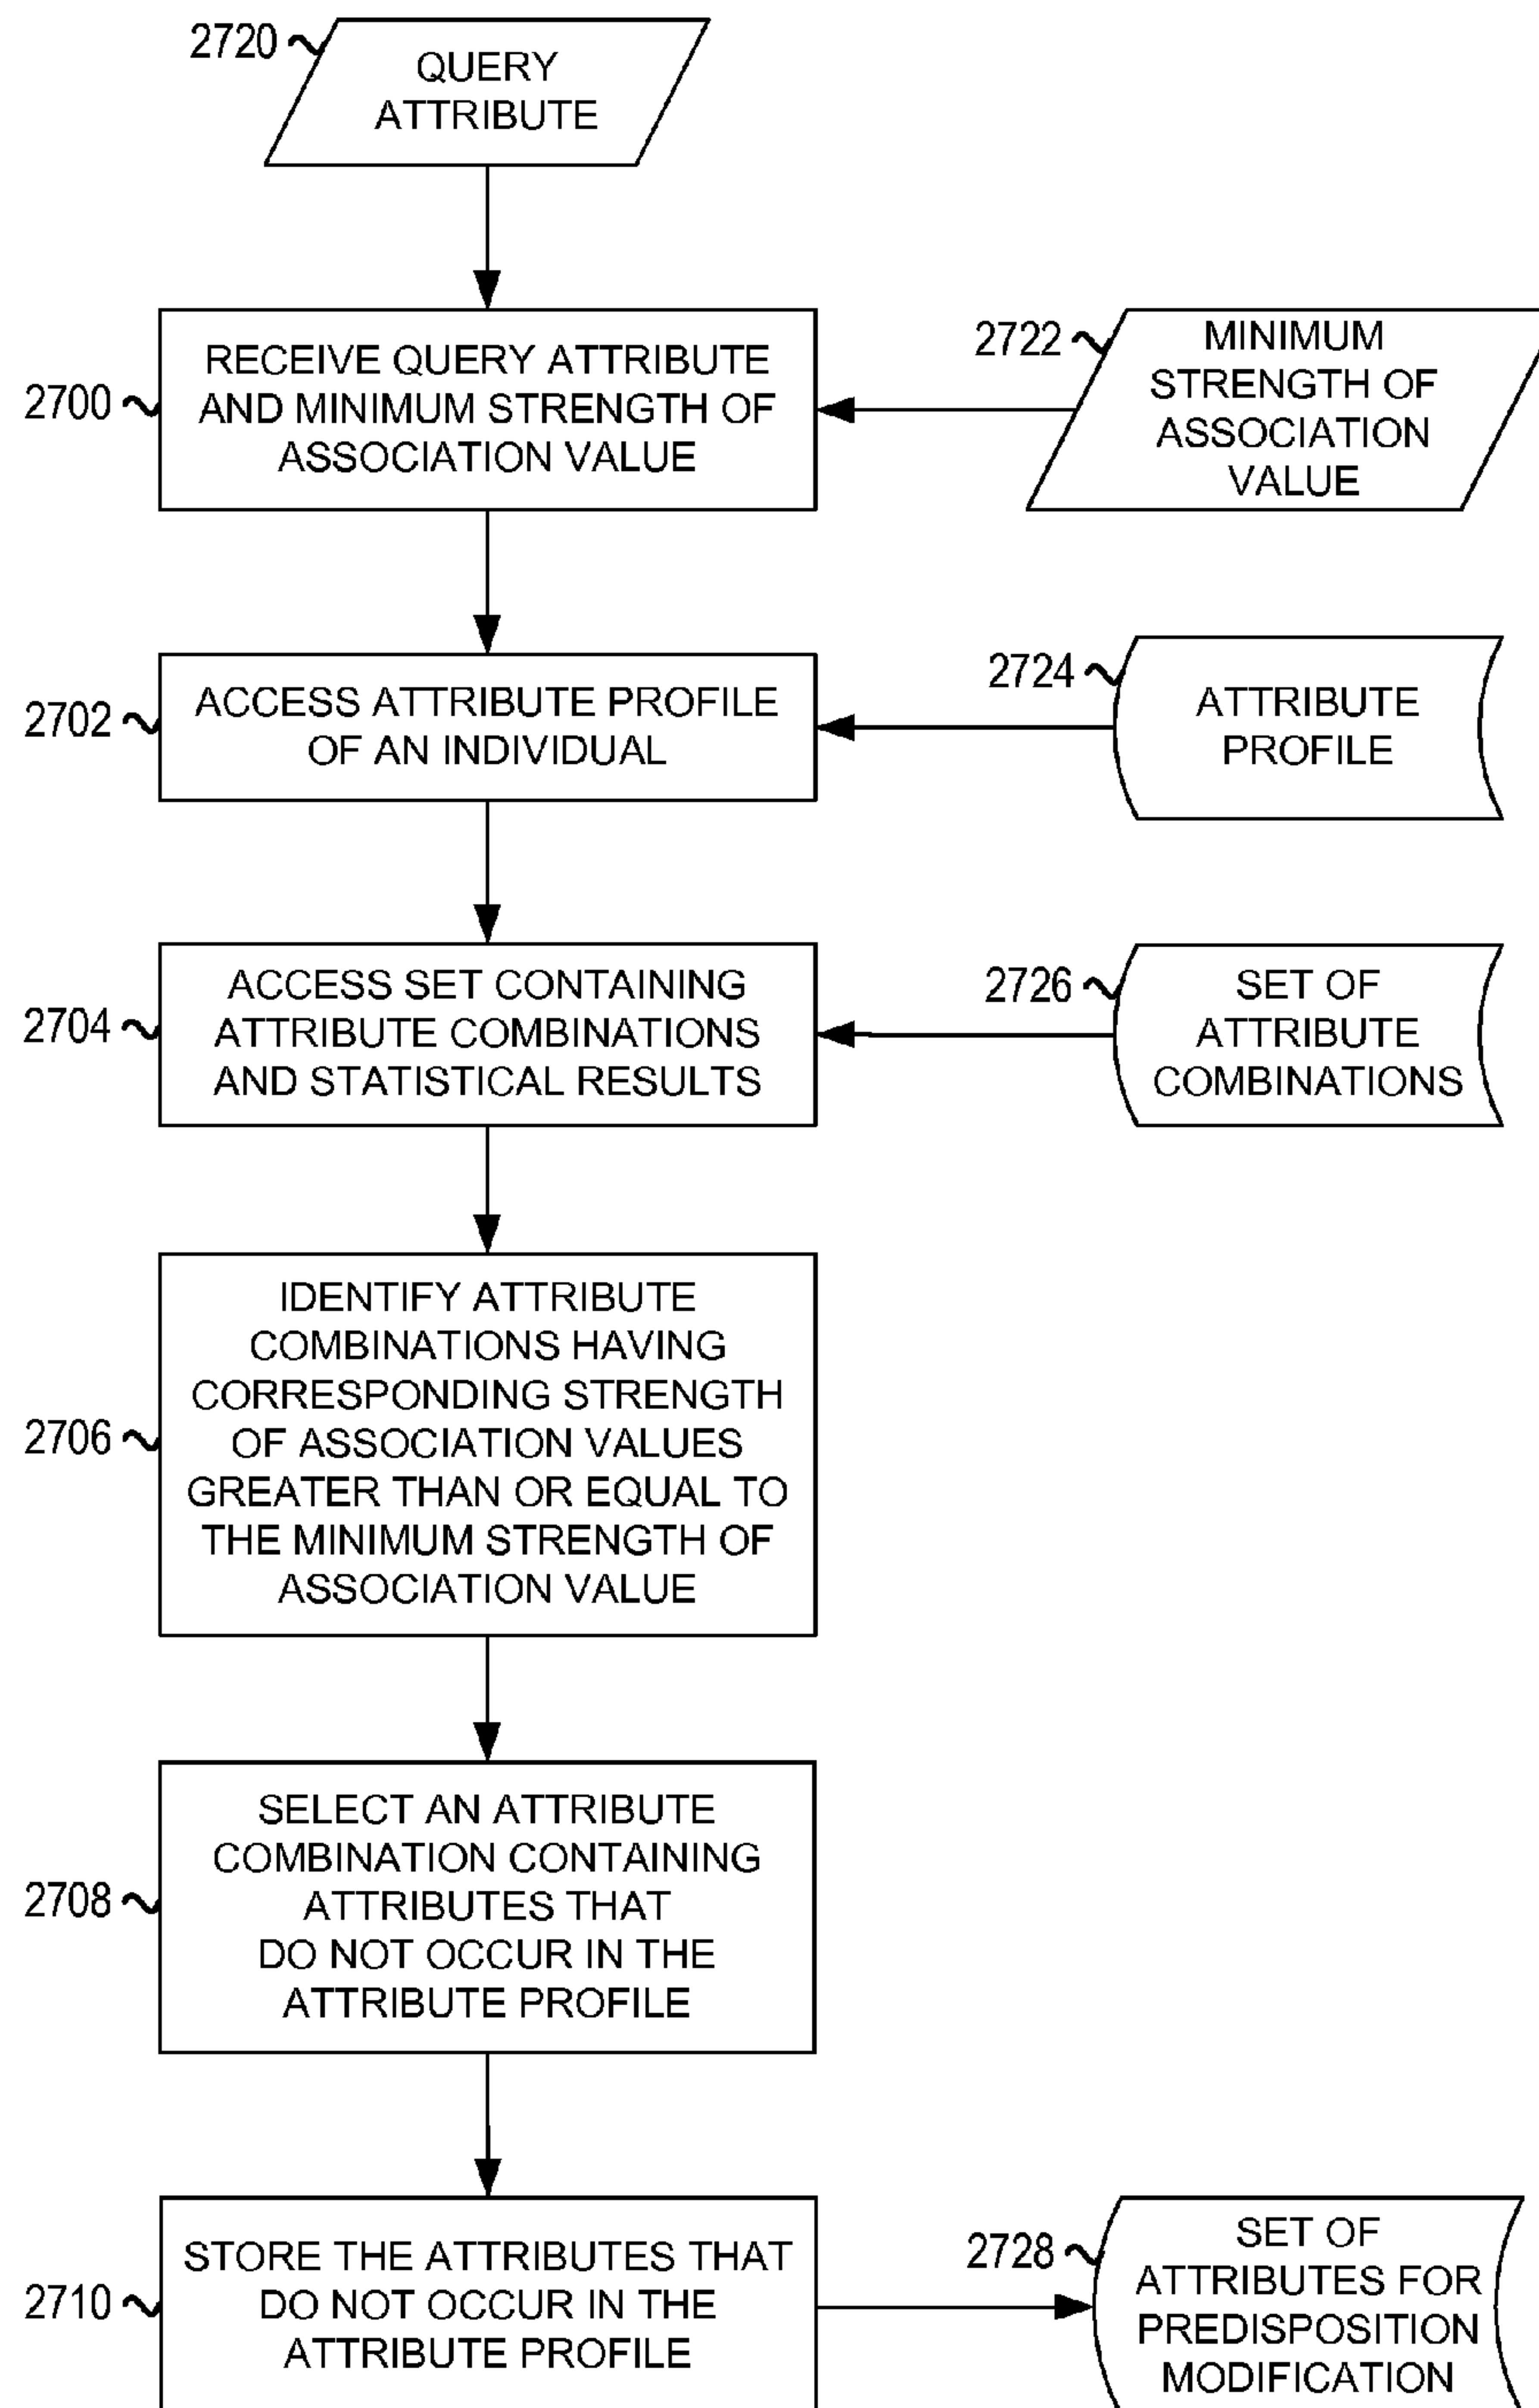 2720
QUERY
ATTRIBUTE
2700
RECEIVE QUERY ATTRIBUTE
AND MINIMUM STRENGTH OF
ASSOCIATION VALUE
2722
MINIMUM
STRENGTH OF
ASSOCIATION
VALUE
2702
ACCESS ATTRIBUTE PROFILE
OF AN INDIVIDUAL
2724
ATTRIBUTE
PROFILE
2704
ACCESS SET CONTAINING
ATTRIBUTE COMBINATIONS
AND STATISTICAL RESULTS
2726
SET OF
ATTRIBUTE
COMBINATIONS
2706
IDENTIFY ATTRIBUTE
COMBINATIONS HAVING
CORRESPONDING STRENGTH
OF ASSOCIATION VALUES
GREATER THAN OR EQUAL TO
THE MINIMUM STRENGTH OF
ASSOCIATION VALUE
2708
SELECT AN ATTRIBUTE
COMBINATION CONTAINING
ATTRIBUTES THAT
DO NOT OCCUR IN THE
ATTRIBUTE PROFILE
2710
STORE THE ATTRIBUTES THAT
DO NOT OCCUR IN THE
ATTRIBUTE PROFILE
2728
SET OF
ATTRIBUTES FOR
PREDISPOSITION
MODIFICATION